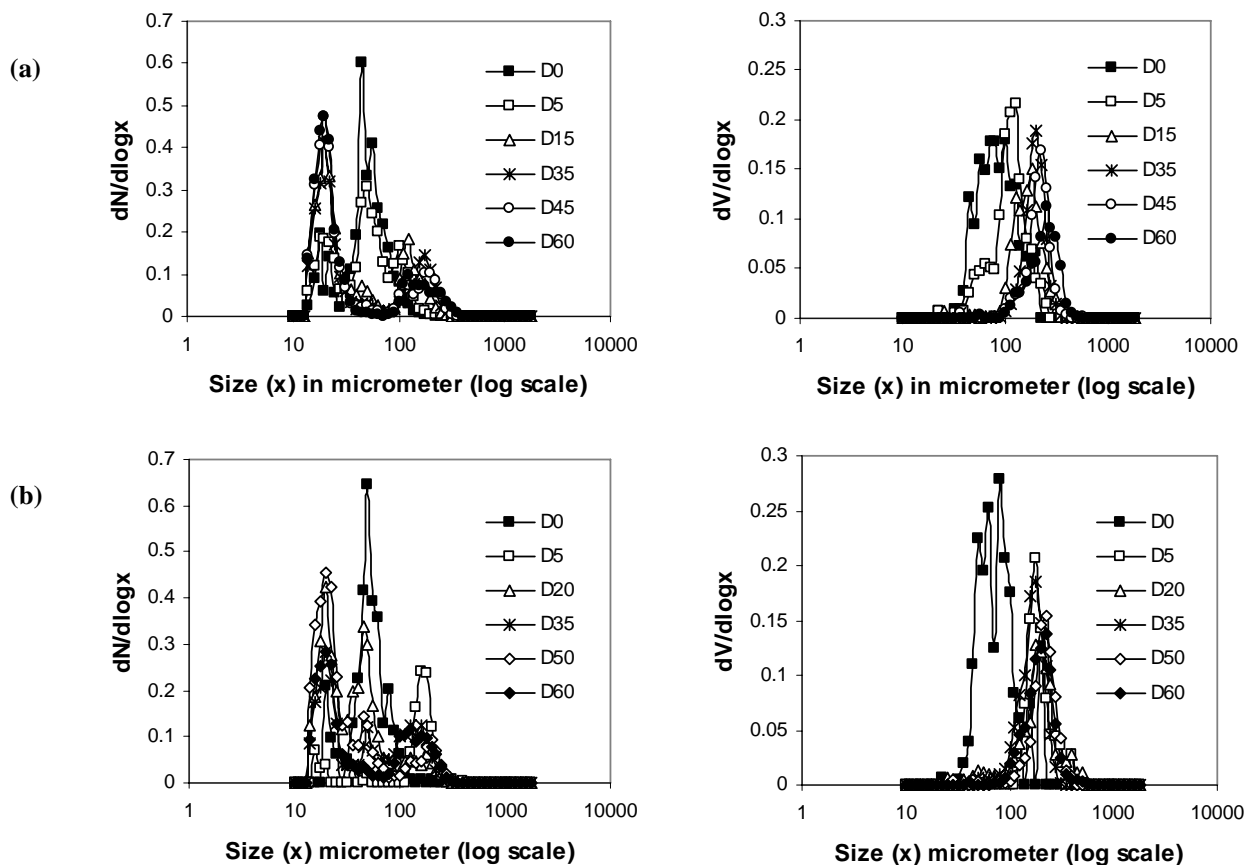 (a)
dN/dlogx
0.7
0.6
0.5
0.4
0.3
0.2
0.1
0
1
10
100
1000
10000
Size (x) in micrometer (log scale)
D0
D5
D15
D35
D45
D60
dV/dlogx
0.25
0.2
0.15
0.1
0.05
0
1
10
100
1000
10000
Size (x) in micrometer (log scale)
D0
D5
D15
D35
D45
D60
(b)
dN/dlogx
0.7
0.6
0.5
0.4
0.3
0.2
0.1
0
1
10
100
1000
10000
Size (x) micrometer (log scale)
D0
D5
D20
D35
D50
D60
dV/dlogx
0.3
0.25
0.2
0.15
0.1
0.05
0
1
10
100
1000
10000
Size (x) micrometer (log scale)
D0
D5
D20
D35
D50
D60